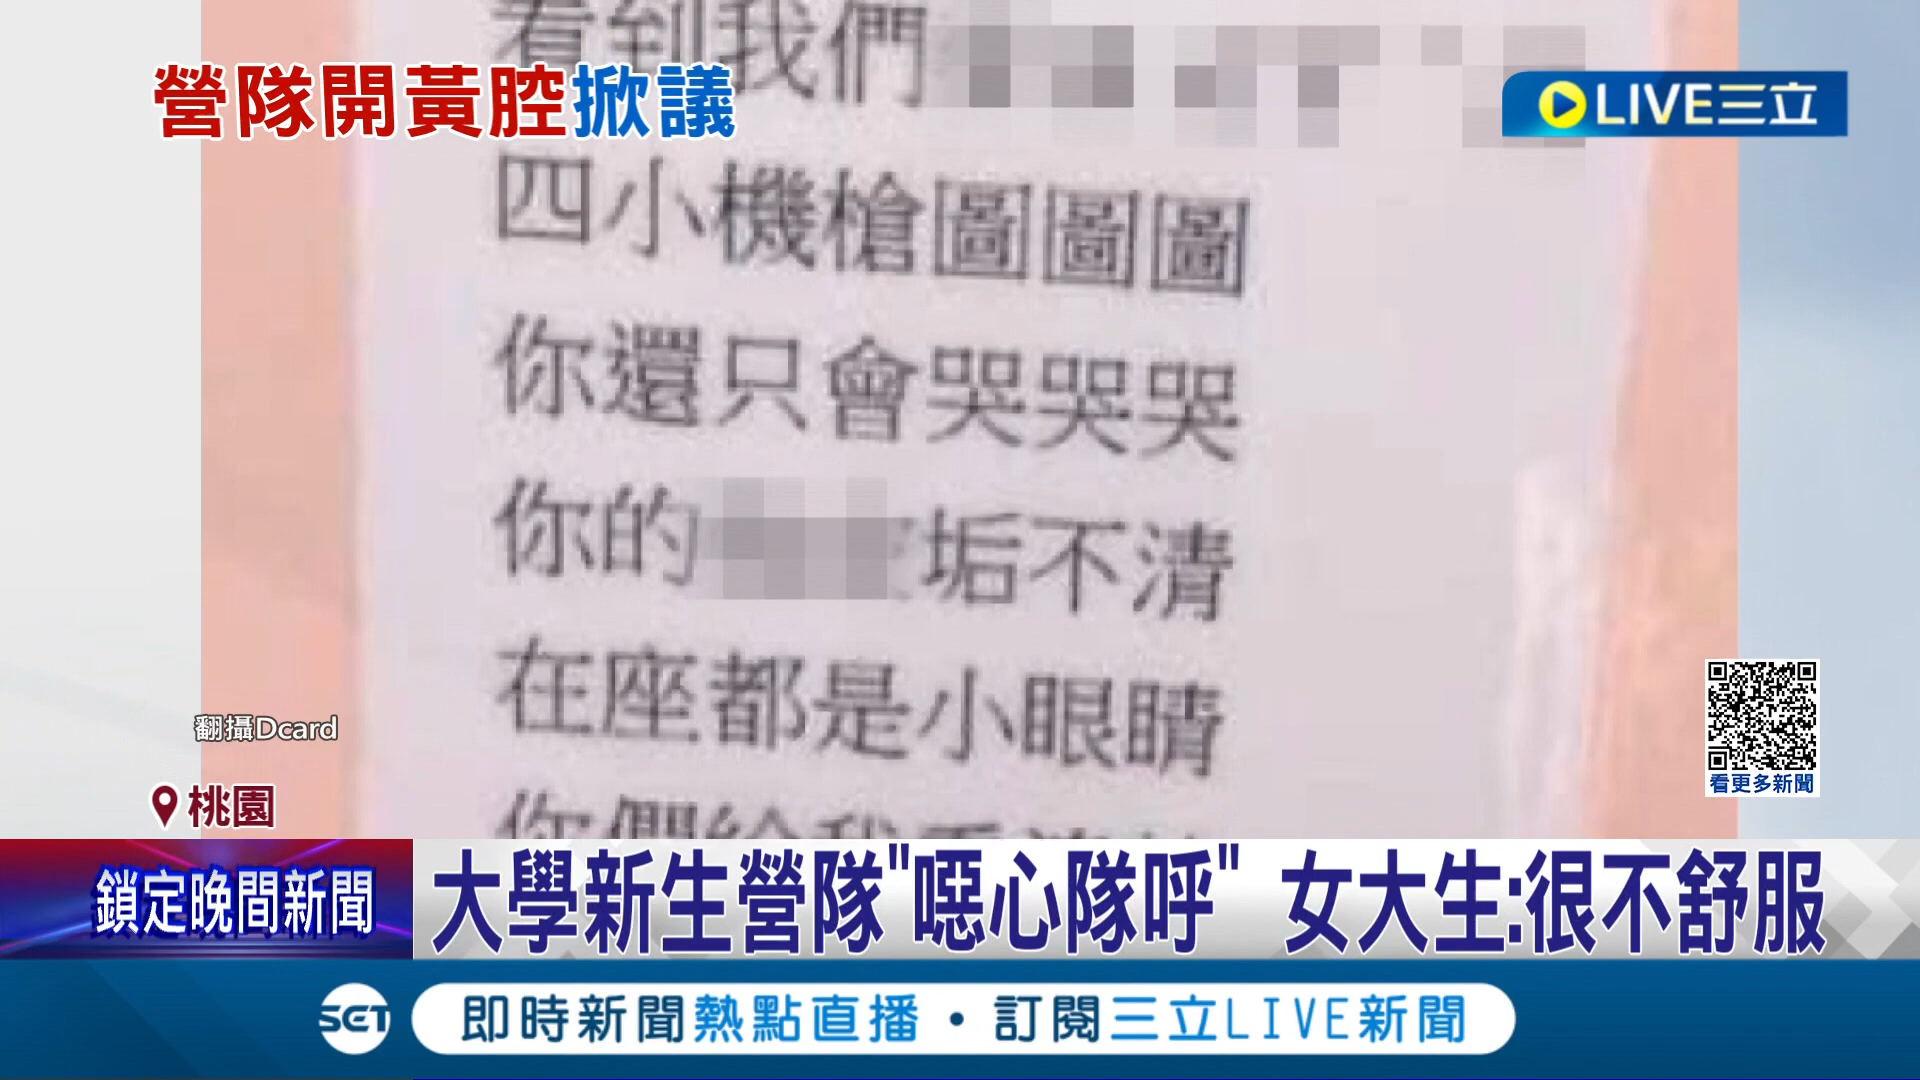 看到我們
營隊開黃腔掀議
LIVE三立
四小機槍圖圖圖
你還只會哭哭哭
你的
垢不清
在座都是小眼睛
翻攝Dcard
看更多新聞
桃園
鎖定晚間新聞
大學新生營隊"噁心隊呼" 女大生:很不舒服
SET
即時新聞熱點直播・訂閱三立LIVE新聞